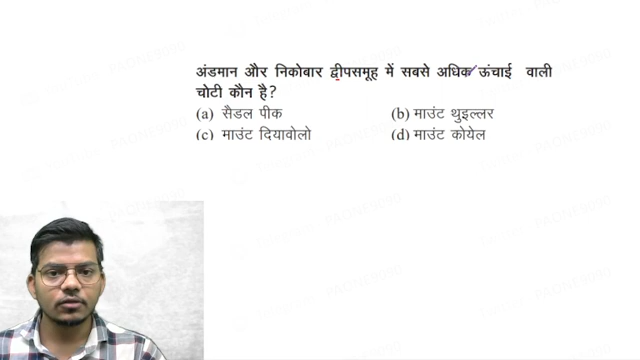 अंडमान और निकोबार द्वीपसमूह में सबसे अधिक ऊंचाई वाली
चोटी कौन है?
(a) सैडल पीक (b) माउंट थुइल्लर
(c) माउंट दियावोलो (d) माउंट कोयेल